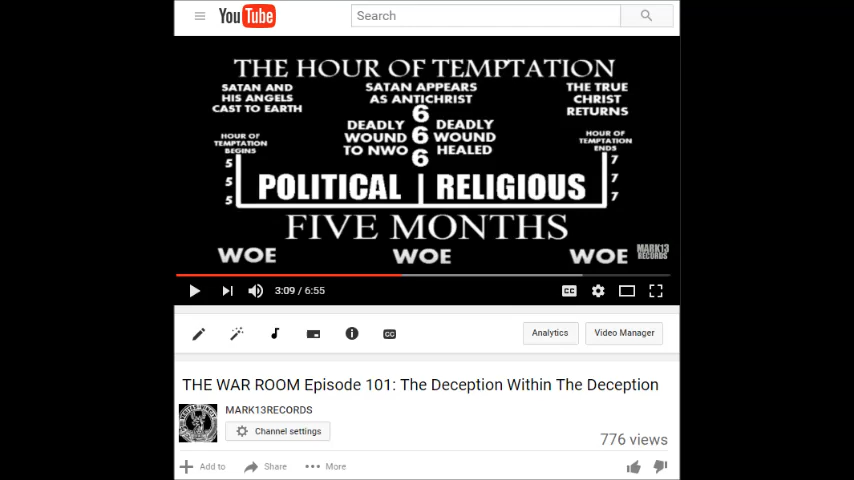 YouTube
Search
THE HOUR OF TEMPTATION
SATAN AND
HIS ANGELS
CAST TO EARTH
SATAN APPEARS
AS ANTICHRIST
THE TRUE
CHRIST
RETURNS
HOUR OF
TEMPTATION
BEGINS
DEADLY
WOUND
TO NWO
6
6
6
DEADLY
WOUND
HEALED
HOUR OF
TEMPTATION
ENDS
5
5
5
POLITICAL
RELIGIOUS
7
7
7
FIVE MONTHS
WOE
WOE
WOE
MARK13
RECORDS
3:09 / 6:55
CC
CC
Analytics
Video Manager
THE WAR ROOM Episode 101: The Deception Within The Deception
MARK13RECORDS
Channel settings
776 views
Add to
Share
More